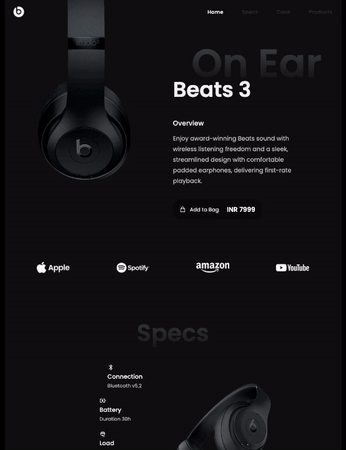 Home Specs Case Products
studio
On Ear
Beats 3
Overview
Enjoy award-winning Beats sound with
wireless listening freedom and a sleek,
streamlined design with comfortable
padded earphones, delivering first-rate
playback.
Add to Bag INR 7999
Apple Spotify amazon YouTube
Specs
Connection
Bluetooth v5.2
Battery
Duration 30h
Load